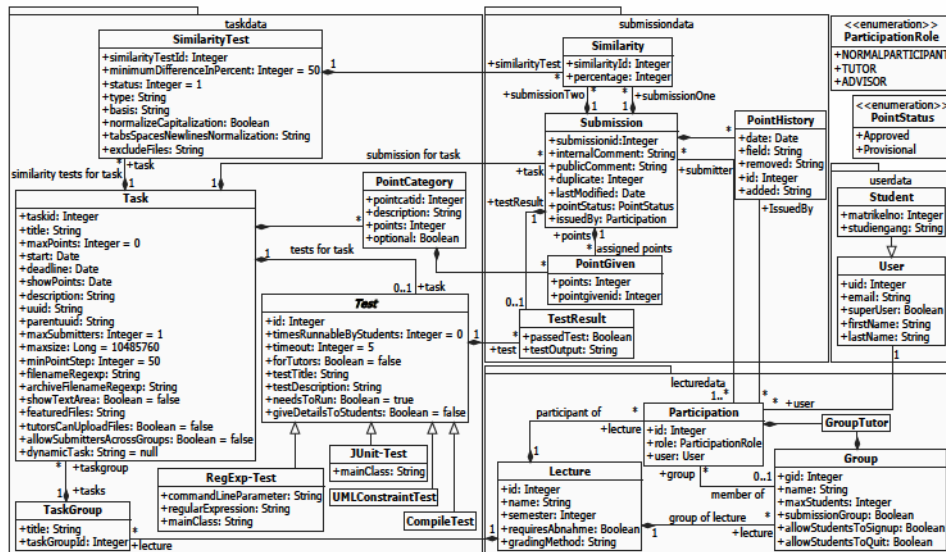 taskdata
SimilarityTest
+similarityTestId: Integer
+minimumDifferenceInPercent: Integer = 50
+status: Integer = 1
+type: String
+basis: String
+normalizeCapitalization: Boolean
+tabsSpacesNewlinesNormalization: String
+excludeFiles: String
1
* +task
similarity tests for task
1
1
Task
+taskid: Integer
+title: String
+maxPoints: Integer = 0
+start: Date
+deadline: Date
+showPoints: Date
+description: String
+uuid: String
+parentuuid: String
+maxSubmitters: Integer = 1
+maxsize: Long = 10485760
+minPointStep: Integer = 50
+filenameRegexp: String
+archiveFilenameRegexp: String
+showTextArea: Boolean = false
+featuredFiles: String
+tutorsCanUploadFiles: Boolean = false
+allowSubmittersAcrossGroups: Boolean = false
+dynamicTask: String = null
* +taskgroup
1 +tasks
TaskGroup
+title: String
+taskGroupId: Integer
*
+lecture
submission for task
PointCategory
+pointcatid: Integer
+description: String
+points: Integer
+optional: Boolean
*
1 tests for task
0..1 +task
Test
+id: Integer
+timesRunnableByStudents: Integer = 0
+timeout: Integer = 5
+forTutors: Boolean = false
+testTitle: String
+testDescription: String
+needsToRun: Boolean = true
+giveDetailsToStudents: Boolean = false
1
RegExp-Test
+commandLineParameter: String
+regularExpression: String
+mainClass: String
JUnit-Test
+mainClass: String
UMLConstraintTest
CompileTest
submissiondata
Similarity
+similarityId: Integer
+percentage: Integer
+similarityTest
*
+submissionTwo
* *
1 1
+submissionOne
Submission
+submissionid:Integer
+internalComment: String
+publicComment: String
+duplicate: Integer
+lastModified: Date
+pointStatus: PointStatus
+issuedBy: Participation
*
+task
+testResult
1
*
* +submitter
+points 1
* assigned points
PointGiven
+points: Integer
+pointgivenid: Integer
*
0..1
TestResult
+passedTest: Boolean
+testOutput: String
*
+test
PointHistory
+date: Date
+field: String
+removed: String
+id: Integer
+added: String
+IssuedBy
<<enumeration>>
ParticipationRole
+NORMALPARTICIPANT
+TUTOR
+ADVISOR
<<enumeration>>
PointStatus
+Approved
+Provisional
userdata
Student
+matrikelno: Integer
+studiengang: String
User
+uid: Integer
+email: String
+superUser: Boolean
+firstName: String
+lastName: String
1
lecturedata
1..* *
* +user
participant of *
+lecture
Participation
+id: Integer
+role: ParticipationRole
+user: User
GroupTutor
* +group
0..1
member of
1
Lecture
+id: Integer
+name: String
+semester: Integer
+requiresAbnahme: Boolean
+gradingMethod: String
1
1
group of lecture *
+lecture
Group
+gid: Integer
+name: String
+maxStudents: Integer
+submissionGroup: Boolean
+allowStudentsToSignup: Boolean
+allowStudentsToQuit: Boolean